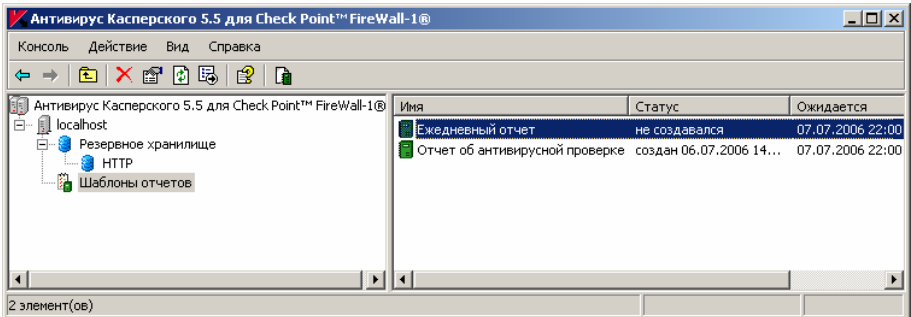 Антивирус Касперского 5.5 для Check Point™ FireWall-1®
Консоль Действие Вид Справка
Антивирус Касперского 5.5 для Check Point™ FireWall-1®
localhost
Резервное хранилище
HTTP
Шаблоны отчетов
Имя Статус Ожидается
Ежедневный отчет не создавался 07.07.2006 22:00
Отчет об антивирусной проверке создан 06.07.2006 14... 07.07.2006 22:00
2 элемент(ов)